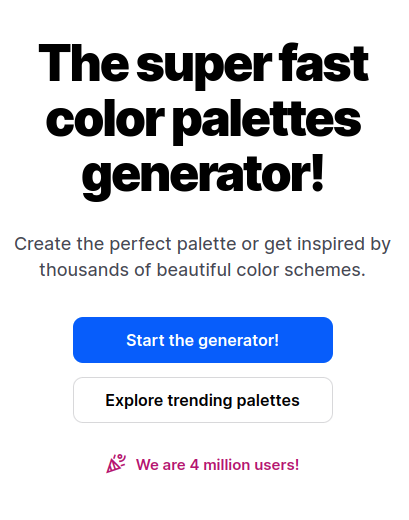 The super fast
color palettes
generator!
Create the perfect palette or get inspired by
thousands of beautiful color schemes.
Start the generator!
Explore trending palettes
We are 4 million users!